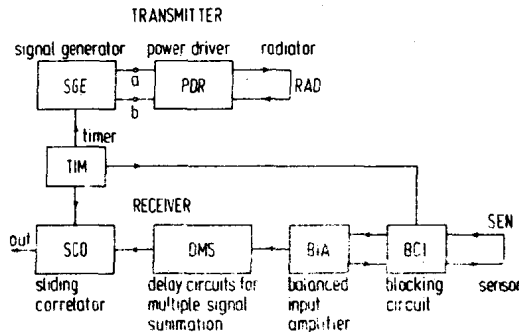 TRANSMITTER
signal generator power driver radiator
SGE
a
b
PDR
RAD
timer
TIM
RECEIVER
SEN
out
SCO
DMS
BIA
BCI
sliding correlator
delay circuits for multiple signal summation
balanced input amplifier
blocking circuit
sensor